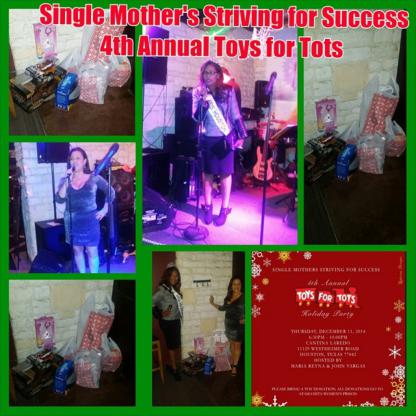 Single Mother's Striving for Success
4th Annual Toys for Tots
SINGLE MOTHERS STRIVING FOR SUCCESS
4th Annual
TOYS FOR TOTS
Holiday Party
THURSDAY, DECEMBER 11, 2014
6:30PM - 10:00PM
CANTINA LAREDO
11129 WESTHEIMER ROAD
HOUSTON, TEXAS 77042
HOSTED BY
MARIA REYNA & JOHN VARGAS
PLEASE BRING A TOY DONATION, ALL DONATIONS GO TO
WOMEN'S PRISON